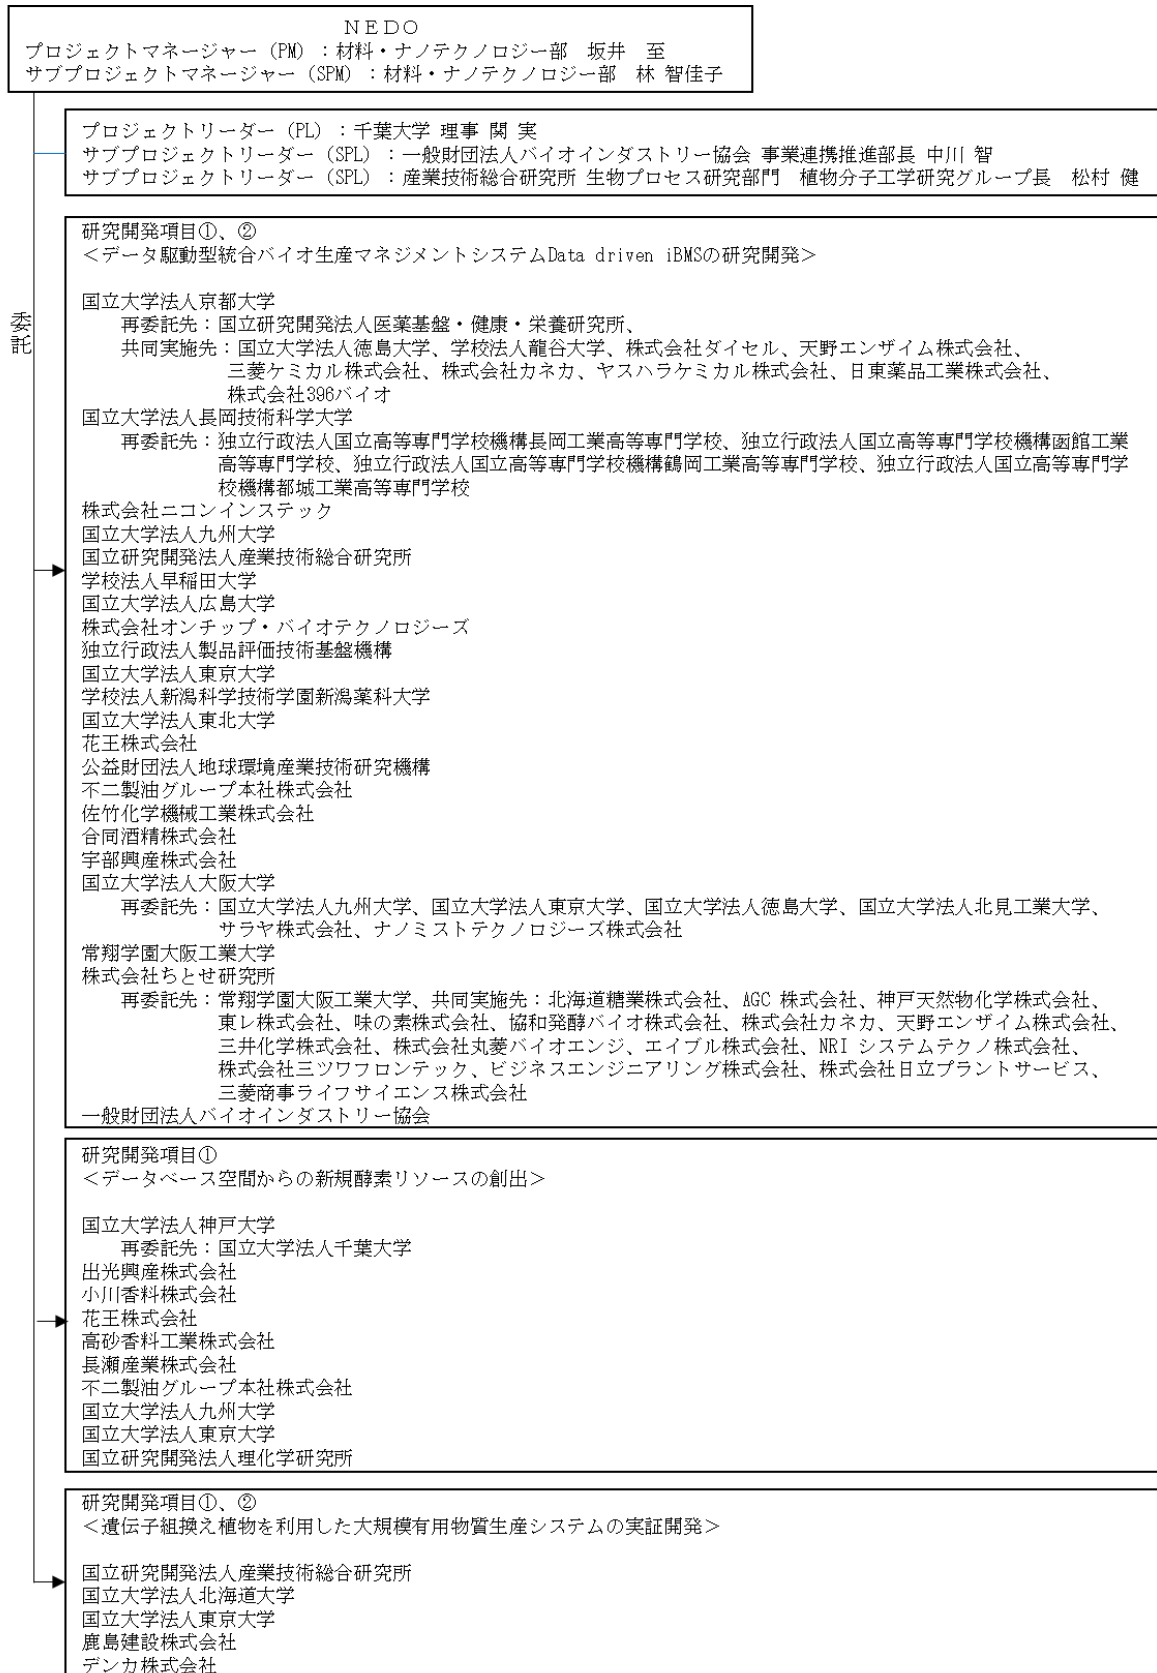 ＮＥＤＯ
プロジェクトマネージャー（PM）：材料・ナノテクノロジー部　坂井　至
サブプロジェクトマネージャー（SPM）：材料・ナノテクノロジー部　林 智佳子
プロジェクトリーダー（PL）：千葉大学 理事 関 実
サブプロジェクトリーダー（SPL）：一般財団法人バイオインダストリー協会 事業連携推進部長 中川 智
サブプロジェクトリーダー（SPL）：産業技術総合研究所 生物プロセス研究部門　植物分子工学研究グループ長　松村 健
委託
研究開発項目①、②
＜データ駆動型統合バイオ生産マネジメントシステムData driven iBMSの研究開発＞
国立大学法人京都大学
再委託先：国立研究開発法人医薬基盤・健康・栄養研究所、
共同実施先：国立大学法人徳島大学、学校法人龍谷大学、株式会社ダイセル、天野エンザイム株式会社、
三菱ケミカル株式会社、株式会社カネカ、ヤスハラケミカル株式会社、日東薬品工業株式会社、
株式会社396バイオ
国立大学法人長岡技術科学大学
再委託先：独立行政法人国立高等専門学校機構長岡工業高等専門学校、独立行政法人国立高等専門学校機構函館工業
高等専門学校、独立行政法人国立高等専門学校機構鶴岡工業高等専門学校、独立行政法人国立高等専門学
校機構都城工業高等専門学校
株式会社ニコンインステック
国立大学法人九州大学
国立研究開発法人産業技術総合研究所
学校法人早稲田大学
国立大学法人広島大学
株式会社オンチップ・バイオテクノロジーズ
独立行政法人製品評価技術基盤機構
国立大学法人東京大学
学校法人新潟科学技術学園新潟薬科大学
国立大学法人東北大学
花王株式会社
公益財団法人地球環境産業技術研究機構
不二製油グループ本社株式会社
佐竹化学機械工業株式会社
合同酒精株式会社
宇部興産株式会社
国立大学法人大阪大学
再委託先：国立大学法人九州大学、国立大学法人東京大学、国立大学法人徳島大学、国立大学法人北見工業大学、
サラヤ株式会社、ナノミストテクノロジーズ株式会社
常翔学園大阪工業大学
株式会社ちとせ研究所
再委託先：常翔学園大阪工業大学、共同実施先：北海道糖業株式会社、AGC 株式会社、神戸天然物化学株式会社、
東レ株式会社、味の素株式会社、協和発酵バイオ株式会社、株式会社カネカ、天野エンザイム株式会社、
三井化学株式会社、株式会社丸菱バイオエンジ、エイブル株式会社、NRI システムテクノ株式会社、
株式会社三ツワフロンテック、ビジネスエンジニアリング株式会社、株式会社日立プラントサービス、
三菱商事ライフサイエンス株式会社
一般財団法人バイオインダストリー協会
研究開発項目①
＜データベース空間からの新規酵素リソースの創出＞
国立大学法人神戸大学
再委託先：国立大学法人千葉大学
出光興産株式会社
小川香料株式会社
花王株式会社
高砂香料工業株式会社
長瀬産業株式会社
不二製油グループ本社株式会社
国立大学法人九州大学
国立大学法人東京大学
国立研究開発法人理化学研究所
研究開発項目①、②
＜遺伝子組換え植物を利用した大規模有用物質生産システムの実証開発＞
国立研究開発法人産業技術総合研究所
国立大学法人北海道大学
国立大学法人東京大学
鹿島建設株式会社
デンカ株式会社